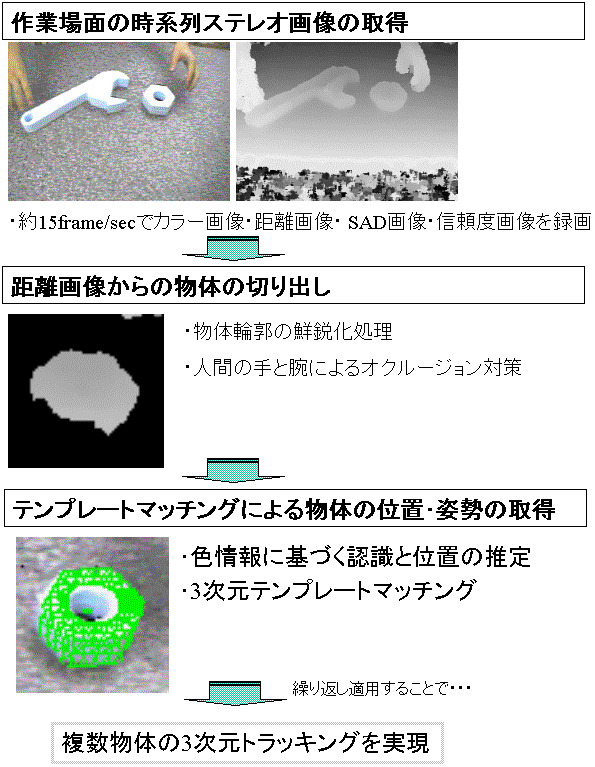 作業場面の時系列ステレオ画像の取得
・約15frame/secでカラー画像・距離画像・ SAD画像・信頼度画像を録画
距離画像からの物体の切り出し
・物体輪郭の鮮鋭化処理
・人間の手と腕によるオクルージョン対策
テンプレートマッチングによる物体の位置・姿勢の取得
・色情報に基づく認識と位置の推定
・3次元テンプレートマッチング
繰り返し適用することで・・・
複数物体の3次元トラッキングを実現